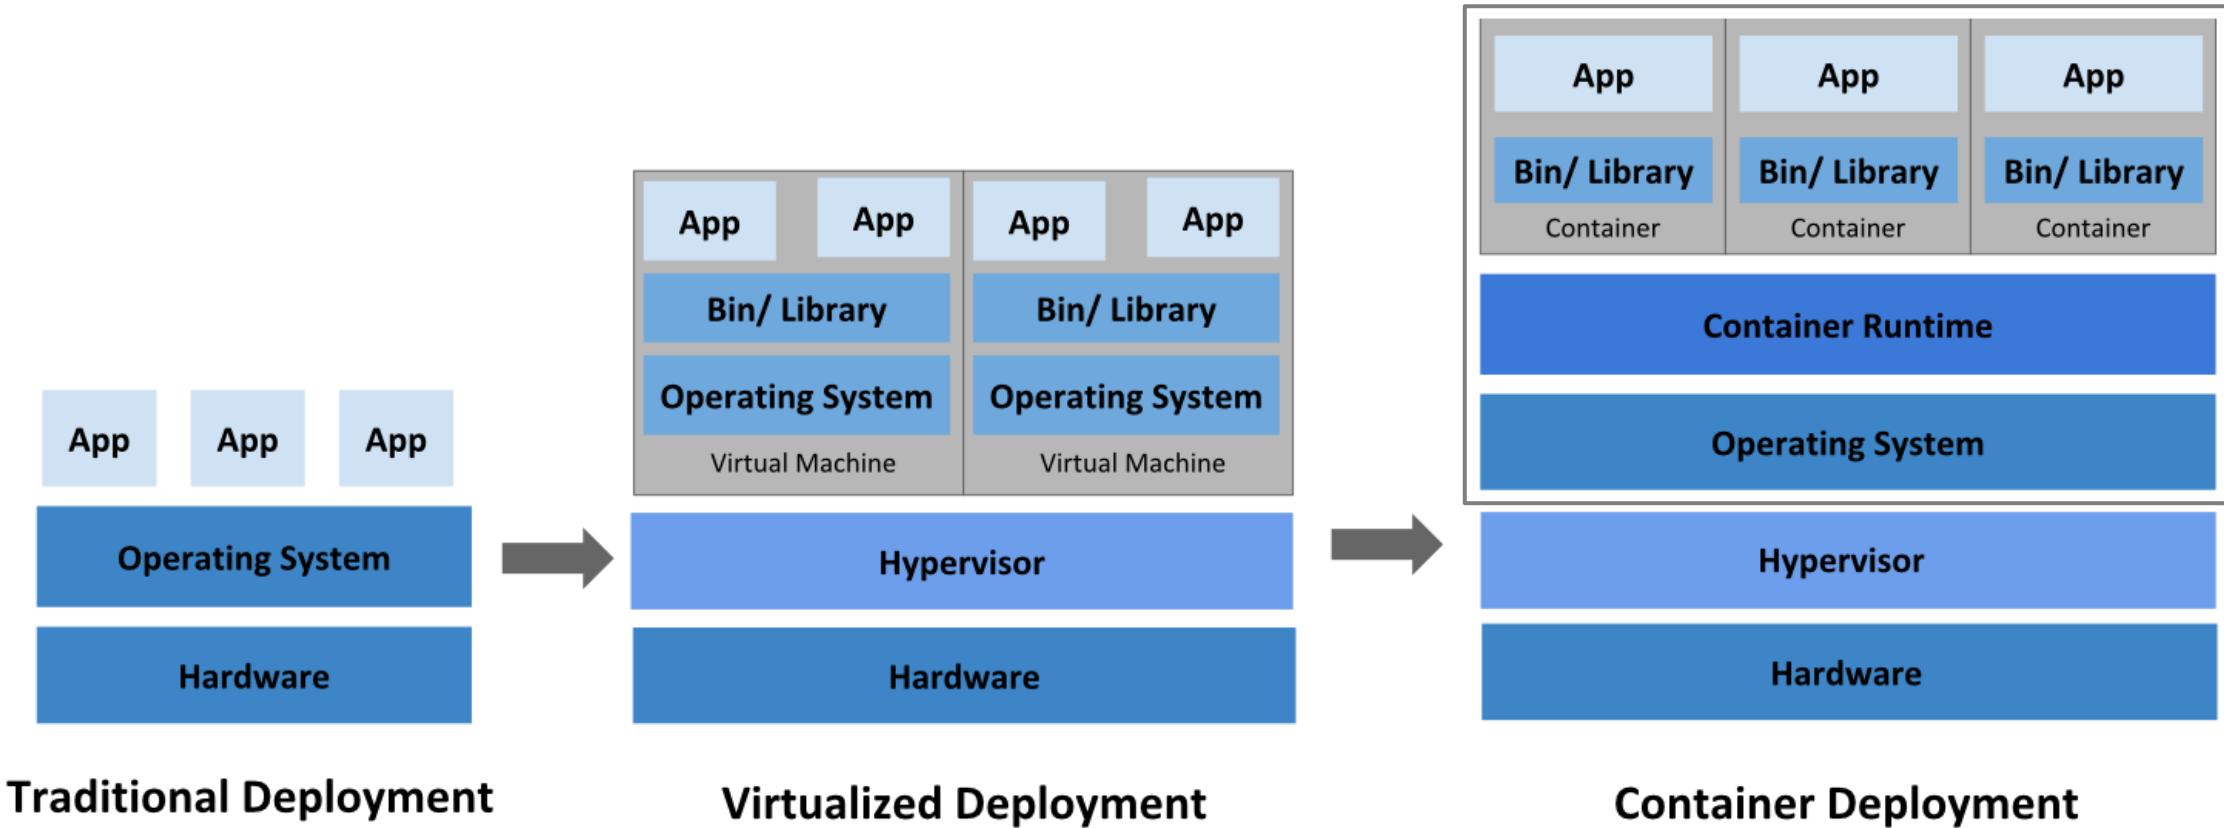 App App App
Operating System
Hardware
Traditional Deployment
App App App App
Bin/ Library Bin/ Library
Operating System Operating System
Virtual Machine Virtual Machine
Hypervisor
Hardware
Virtualized Deployment
App App App
Bin/ Library Bin/ Library Bin/ Library
Container Container Container
Container Runtime
Operating System
Hypervisor
Hardware
Container Deployment